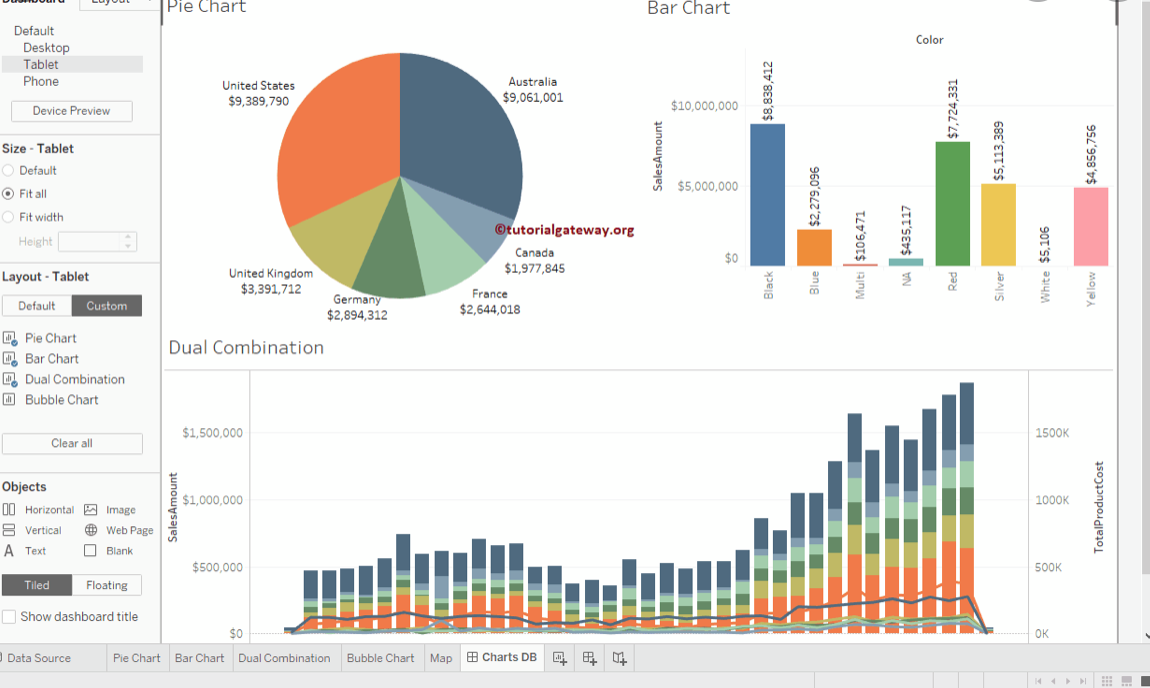 Dashboard
Layout
Default
Desktop
Tablet
Phone
Device Preview
Size - Tablet
Default
Fit all
Fit width
Height
Layout - Tablet
Default
Custom
Pie Chart
Bar Chart
Dual Combination
Bubble Chart
Clear all
Objects
Horizontal
Image
Vertical
Web Page
A Text
Blank
Tiled
Floating
Show dashboard title
Pie Chart
United States
$9,389,790
Australia
$9,061,001
©tutorialgateway.org
Canada
$1,977,845
United Kingdom
$3,391,712
Germany
$2,894,312
France
$2,644,018
Bar Chart
Color
SalesAmount
$10,000,000
$5,000,000
$0
$8,838,412
$2,279,096
$106,471
$435,117
$7,724,331
$5,113,389
$5,106
$4,856,756
Black
Blue
Multi
NA
Red
Silver
White
Yellow
Dual Combination
SalesAmount
$1,500,000
$1,000,000
$500,000
$0
1500K
1000K
500K
0K
TotalProductCost
Data Source
Pie Chart
Bar Chart
Dual Combination
Bubble Chart
Map
Charts DB